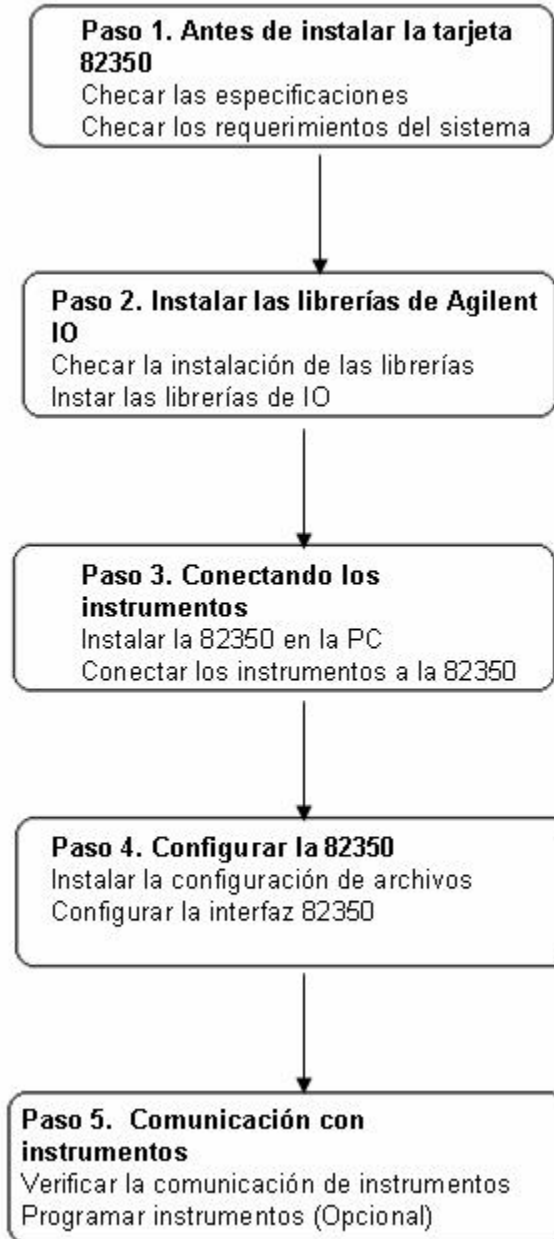 Paso 1. Antes de instalar la tarjeta
82350
Checar las especificaciones
Checar los requerimientos del sistema
Paso 2. Instalar las librerías de Agilent
IO
Checar la instalación de las librerías
Instar las librerías de IO
Paso 3. Conectando los
instrumentos
Instalar la 82350 en la PC
Conectar los instrumentos a la 82350
Paso 4. Configurar la 82350
Instalar la configuración de archivos
Configurar la interfaz 82350
Paso 5. Comunicación con
instrumentos
Verificar la comunicación de instrumentos
Programar instrumentos (Opcional)